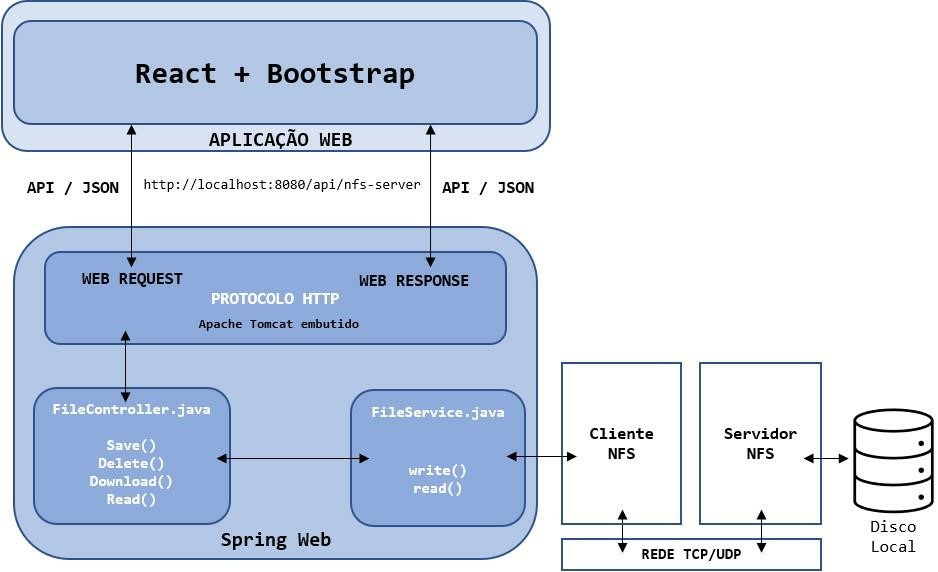 React + Bootstrap
APLICAÇÃO WEB
API / JSON
http://localhost:8080/api/nfs-server
API / JSON
WEB REQUEST
WEB RESPONSE
PROTOCOLO HTTP
Apache Tomcat embutido
FileController.java
Save()
Delete()
Download()
Read()
FileService.java
write()
read()
Spring Web
Cliente
NFS
Servidor
NFS
REDE TCP/UDP
Disco
Local